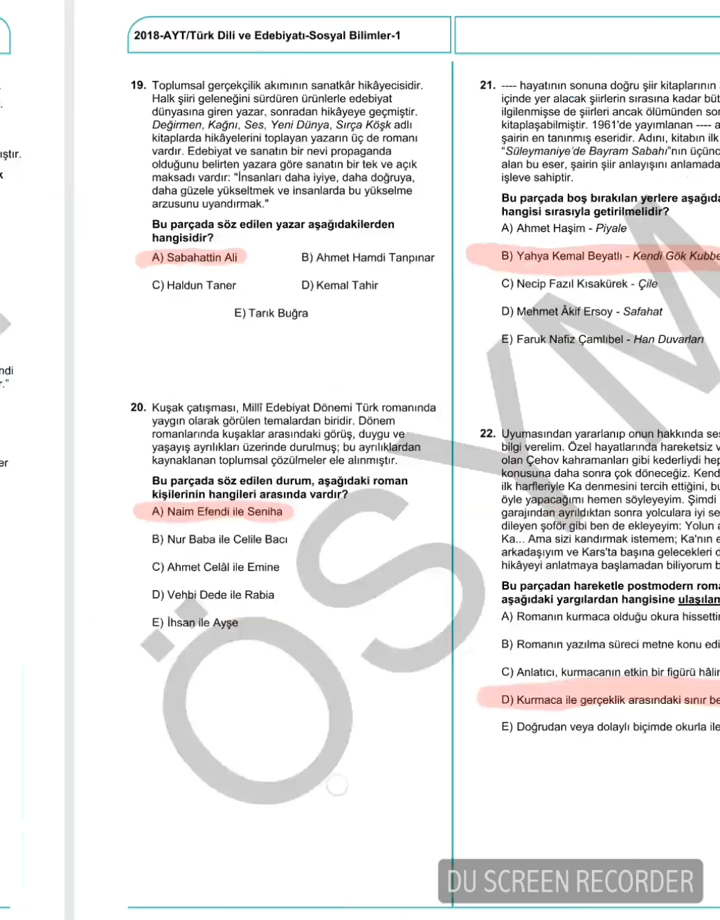 2018-AYT/Türk Dili ve Edebiyatı-Sosyal Bilimler-1
ıştır.
ndi
r."
er
19. Toplumsal gerçekçilik akımının sanatkâr hikâyecisidir.
Halk şiiri geleneğini sürdüren ürünlerle edebiyat
dünyasına giren yazar, sonradan hikâyeye geçmiştir.
Değirmen, Kağnı, Ses, Yeni Dünya, Sırça Köşk adlı
kitaplarda hikâyelerini toplayan yazarın üç de romanı
vardır. Edebiyat ve sanatın bir nevi propaganda
olduğunu belirten yazara göre sanatın bir tek ve açık
maksadı vardır: "İnsanları daha iyiye, daha doğruya,
daha güzele yükseltmek ve insanlarda bu yükselme
arzusunu uyandırmak."
Bu parçada söz edilen yazar aşağıdakilerden
hangisidir?
A) Sabahattin Ali B) Ahmet Hamdi Tanpınar
C) Haldun Taner D) Kemal Tahir
E) Tarık Buğra
20. Kuşak çatışması, Millî Edebiyat Dönemi Türk romanında
yaygın olarak görülen temalardan biridir. Dönem
romanlarında kuşaklar arasındaki görüş, duygu ve
yaşayış ayrılıkları üzerinde durulmuş; bu ayrılıklardan
kaynaklanan toplumsal çözülmeler ele alınmıştır.
Bu parçada söz edilen durum, aşağıdaki roman
kişilerinin hangileri arasında vardır?
A) Naim Efendi ile Seniha
B) Nur Baba ile Celile Bacı
C) Ahmet Celâl ile Emine
D) Vehbi Dede ile Rabia
E) İhsan ile Ayşe
21. ---- hayatının sonuna doğru şiir kitaplarının
içinde yer alacak şiirlerin sırasına kadar büt
ilgilenmişse de şiirleri ancak ölümünden so
kitaplaşabilmiştir. 1961'de yayımlanan ---- a
şairin en tanınmış eseridir. Adını, kitabın ilk
"Süleymaniye'de Bayram Sabahı"nın üçünc
alan bu eser, şairin şiir anlayışını anlamada
işleve sahiptir.
Bu parçada boş bırakılan yerlere aşağıda
hangisi sırasıyla getirilmelidir?
A) Ahmet Haşim - Piyale
B) Yahya Kemal Beyatlı - Kendi Gök Kubbe
C) Necip Fazıl Kısakürek - Çile
D) Mehmet Âkif Ersoy - Safahat
E) Faruk Nafiz Çamlıbel - Han Duvarları
22. Uyumasından yararlanıp onun hakkında ses
bilgi verelim. Özel hayatlarında hareketsiz v
olan Çehov kahramanları gibi kederliydi hep
konusuna daha sonra çok döneceğiz. Kend
ilk harfleriyle Ka denmesini tercih ettiğini, bu
öyle yapacağımı hemen söyleyeyim. Şimdi
garajından ayrıldıktan sonra yolculara iyi se
dileyen şoför gibi ben de ekleyeyim: Yolun a
Ka... Ama sizi kandırmak istemem; Ka'nın e
arkadaşıyım ve Kars'ta başına gelecekleri d
hikâyeyi anlatmaya başlamadan biliyorum b
Bu parçadan hareketle postmodern roma
aşağıdaki yargılardan hangisine ulaşılam
A) Romanın kurmaca olduğu okura hissettir
B) Romanın yazılma süreci metne konu edi
C) Anlatıcı, kurmacanın etkin bir figürü hâlin
D) Kurmaca ile gerçeklik arasındaki sınır be
E) Doğrudan veya dolaylı biçimde okurla ile
ÖSYM
DU SCREEN RECORDER